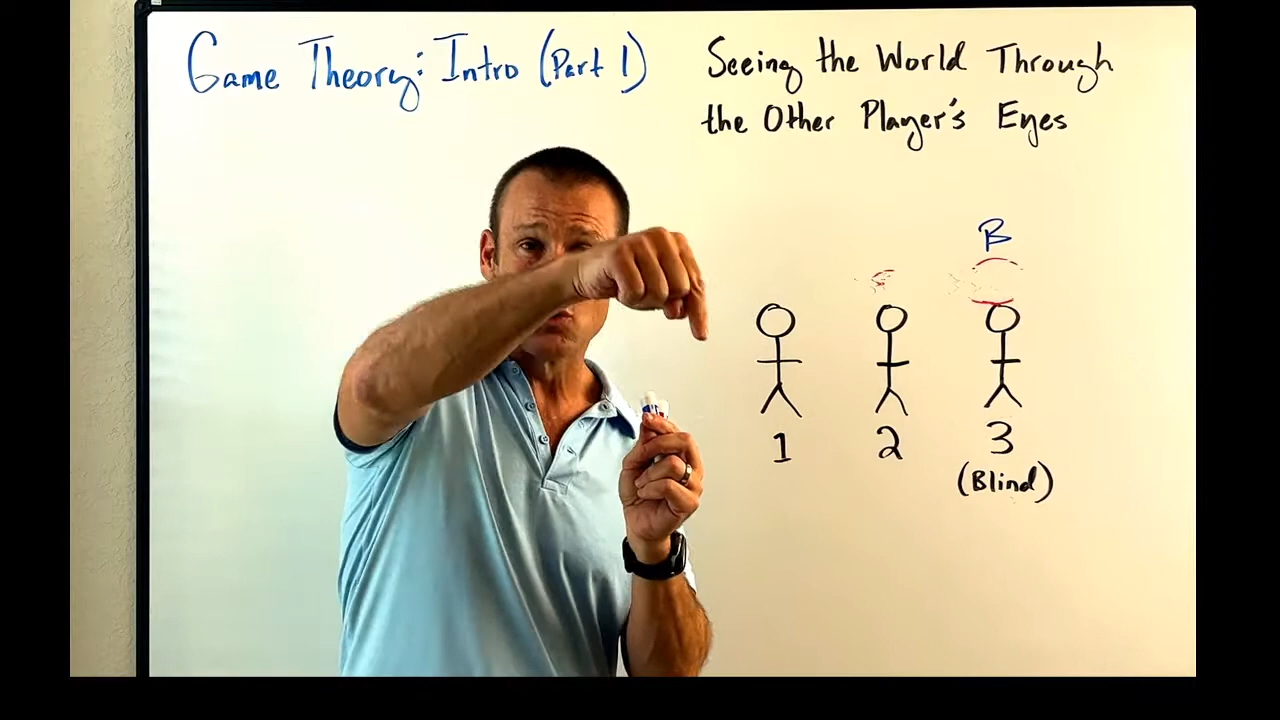 Game Theory: Intro (Part 1)
Seeing the World Through
the Other Player's Eyes
B
1 2 3
(Blind)